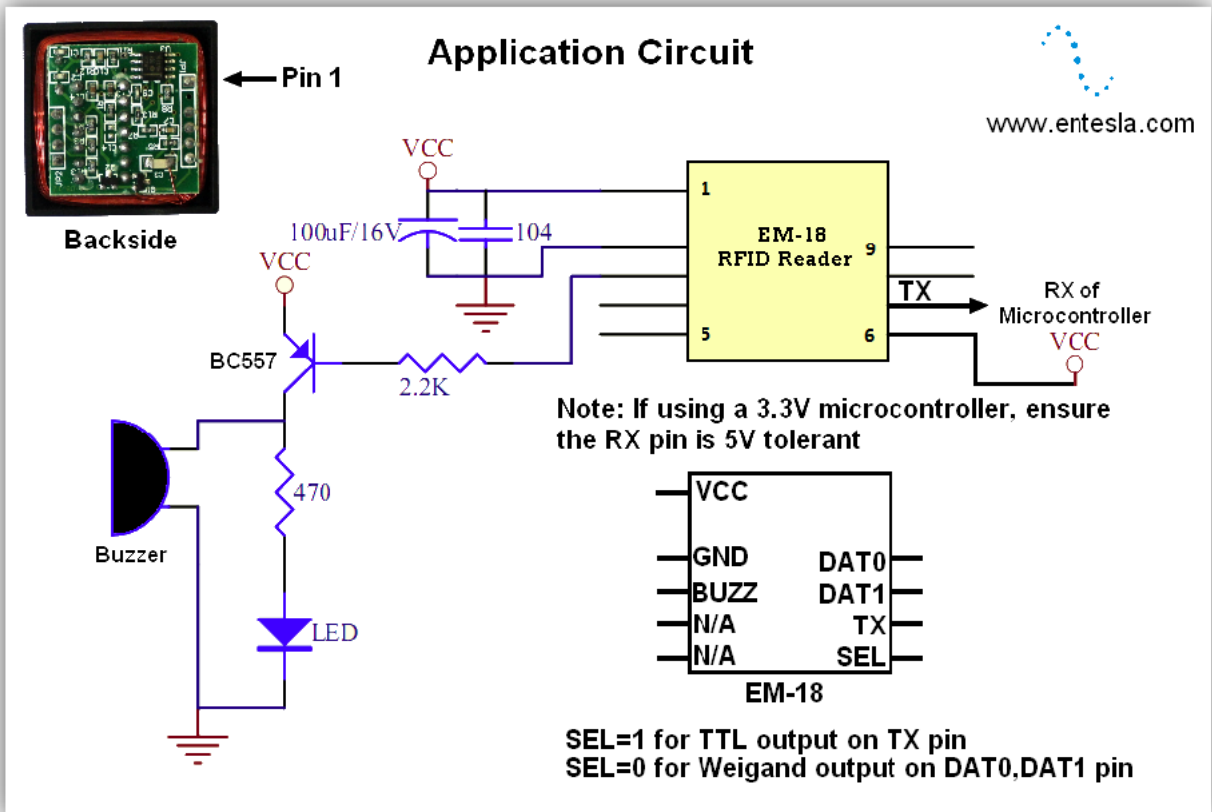 Application Circuit
Pin 1
www.entesla.com
Backside
VCC
100uF/16V
104
1
EM-18
RFID Reader
9
TX
5
6
RX of
Microcontroller
VCC
VCC
BC557
2.2K
Note: If using a 3.3V microcontroller, ensure
the RX pin is 5V tolerant
470
Buzzer
LED
VCC
GND
BUZZ
N/A
N/A
DAT0
DAT1
TX
SEL
EM-18
SEL=1 for TTL output on TX pin
SEL=0 for Weigand output on DAT0,DAT1 pin
JP2